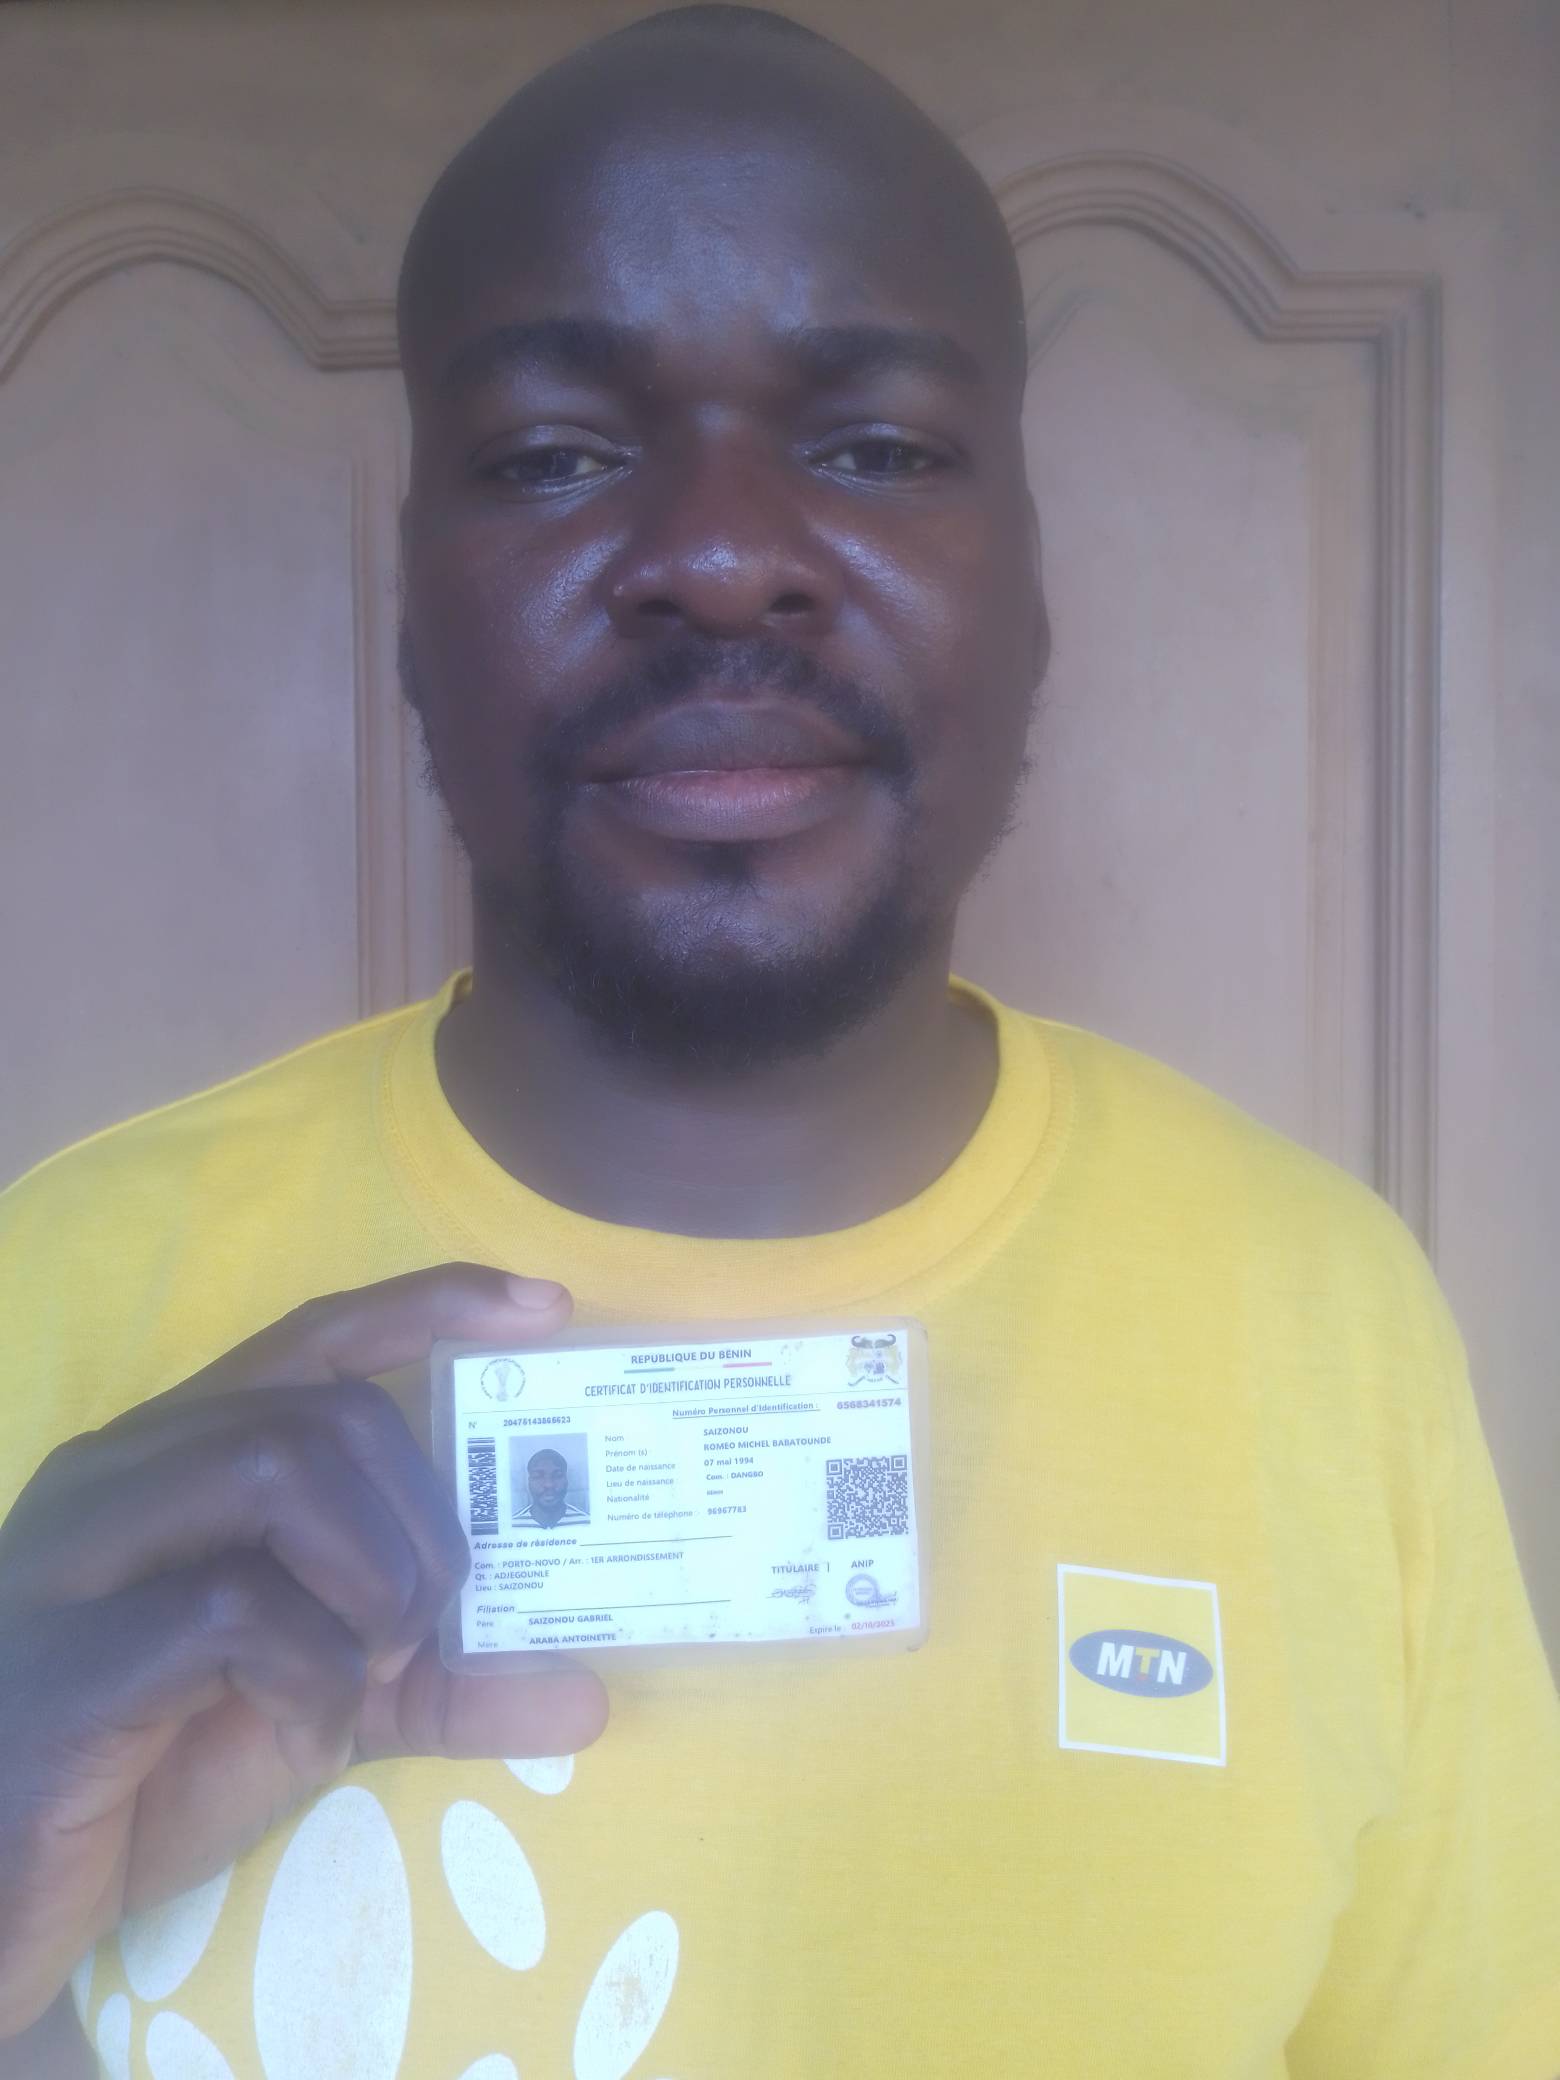 REPUBLIQUE DU BENIN
CERTIFICAT D'IDENTIFICATION PERSONNELLE
Numéro Personnel d'Identification : 6568341574
N° 20475143865623
Nom SAIZONOU
Prénom (s) ROMEO MICHEL BABATOUNDE
Date de naissance 07 mai 1994
Lieu de naissance Com. : DANGBO
Nationalité BENIN
Numéro de téléphone 96967783
Adresse de résidence
Com. : PORTO-NOVO / Arr. : 1ER ARRONDISSEMENT
Qt. : ADJEGOUNLE
Lieu : SAIZONOU
TITULAIRE | ANIP
Filiation
Père SAIZONOU GABRIEL
Mère ARABA ANTOINETTE
Expire le 02/10/2025
MTN